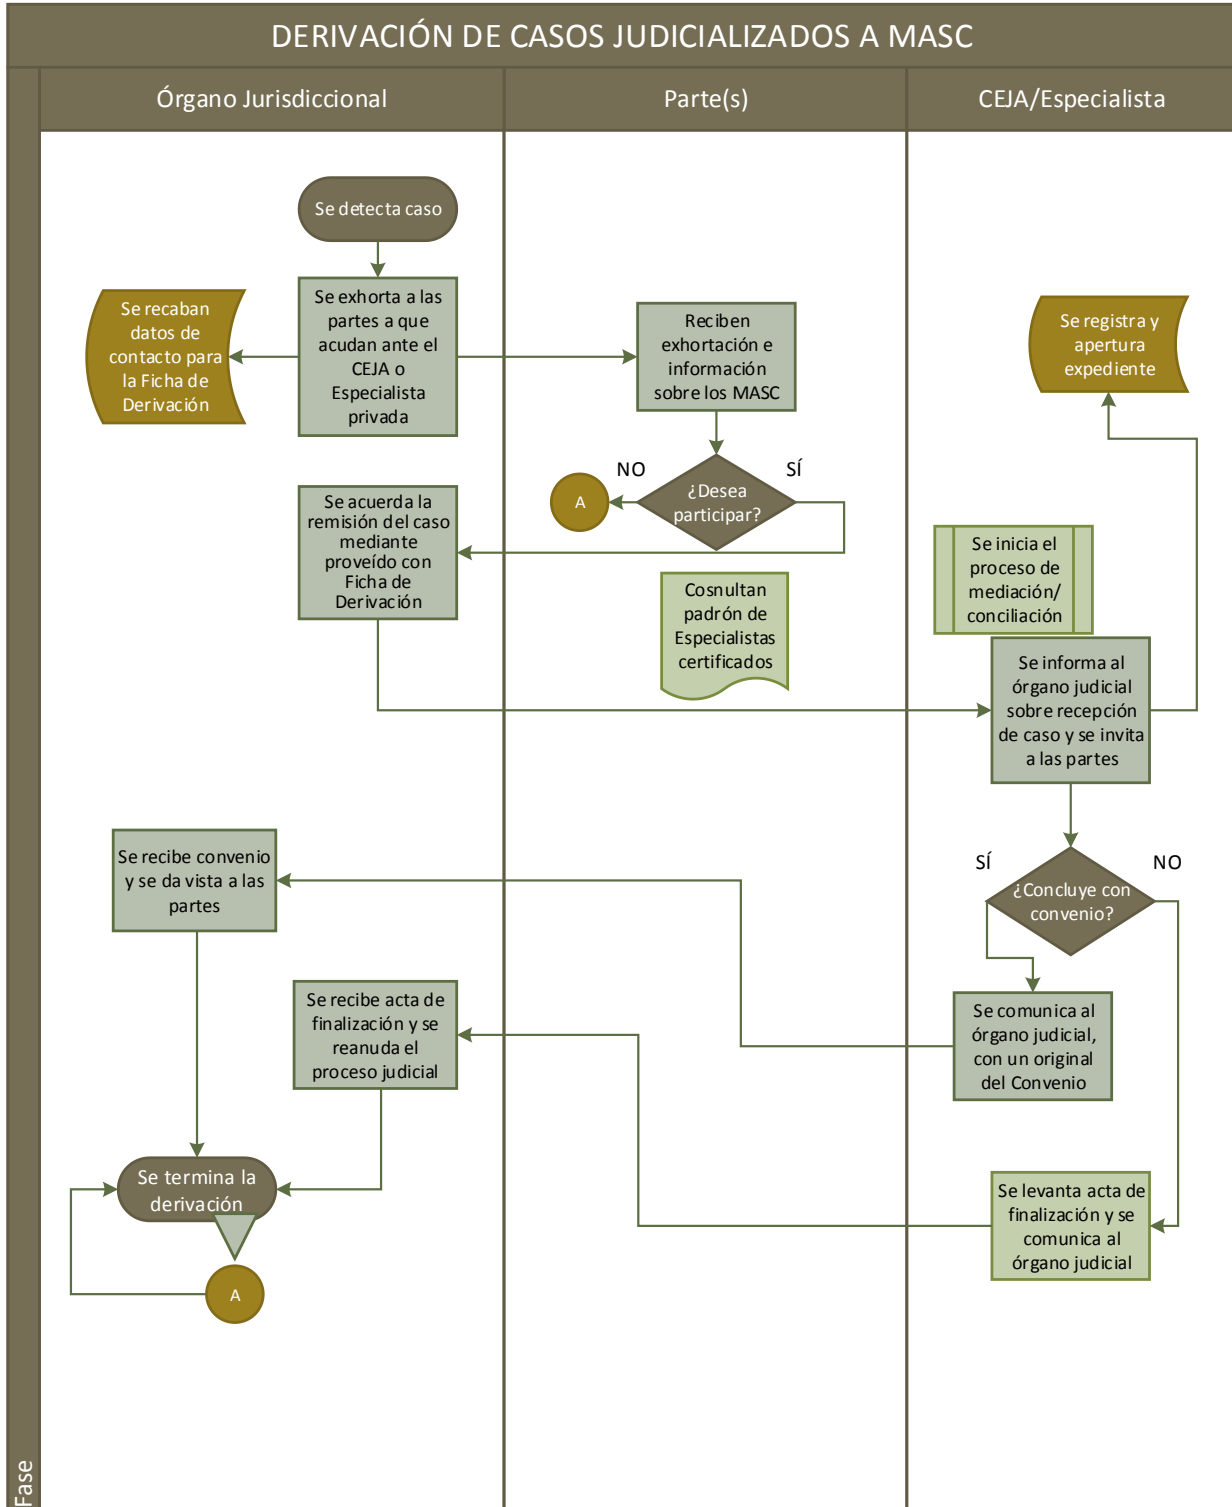 DERIVACIÓN DE CASOS JUDICIALIZADOS A MASC
Órgano Jurisdiccional
Parte(s)
CEJA/Especialista
Se detecta caso
Se recaban
datos de
contacto para
la Ficha de
Derivación
Se exhorta a las
partes a que
acudan ante el
CEJA o
Especialista
privada
Reciben
exhortación e
información
sobre los MASC
Se registra y
apertura
expediente
NO
SÍ
A
¿Desea
participar?
Se acuerda la
remisión del caso
mediante
proveído con
Ficha de
Derivación
Cosnultan
padrón de
Especialistas
certificados
Se inicia el
proceso de
mediación/
conciliación
Se informa al
órgano judicial
sobre recepción
de caso y se invita
a las partes
Se recibe convenio
y se da vista a las
partes
SÍ
NO
¿Concluye con
convenio?
Se recibe acta de
finalización y se
reanuda el
proceso judicial
Se comunica al
órgano judicial,
con un original
del Convenio
Se termina la
derivación
Se levanta acta de
finalización y se
comunica al
órgano judicial
A
Fase